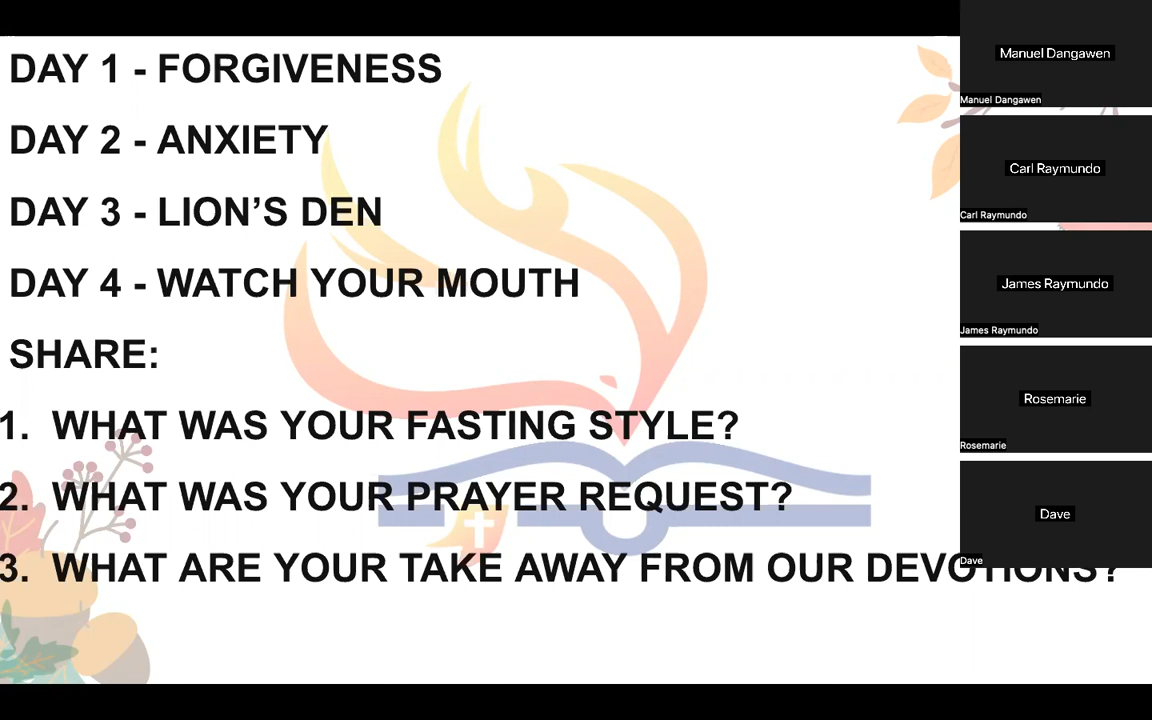 DAY 1 - FORGIVENESS
DAY 2 - ANXIETY
DAY 3 - LION’S DEN
DAY 4 - WATCH YOUR MOUTH
SHARE:
1. WHAT WAS YOUR FASTING STYLE?
2. WHAT WAS YOUR PRAYER REQUEST?
3. WHAT ARE YOUR TAKE AWAY FROM OUR DEVOTIONS?
Manuel Dangawen
Manuel Dangawen
Carl Raymundo
Carl Raymundo
James Raymundo
James Raymundo
Rosemarie
Rosemarie
Dave
Dave